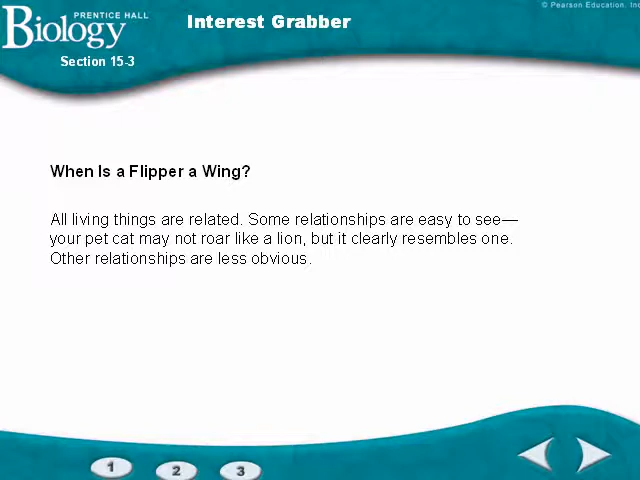 PRENTICE HALL
Biology
Interest Grabber
© Pearson Education, Inc
Section 15-3
When Is a Flipper a Wing?
All living things are related. Some relationships are easy to see—
your pet cat may not roar like a lion, but it clearly resembles one.
Other relationships are less obvious.
1
2
3